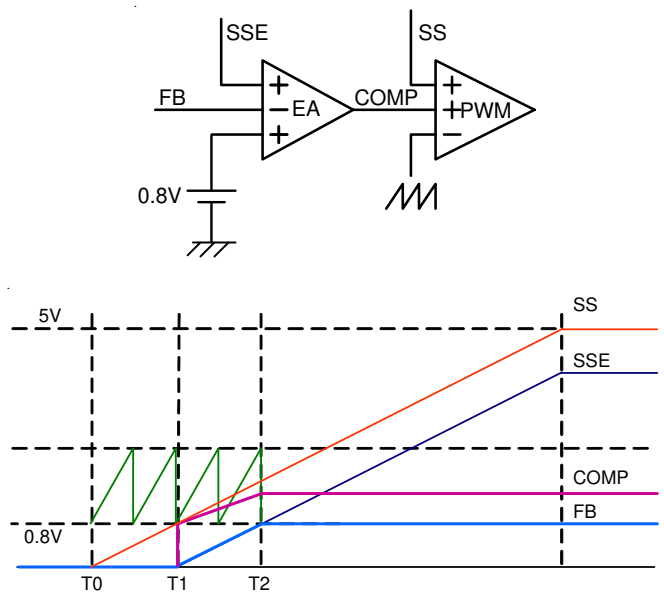 SSE
SS
FB
EA
COMP
PWM
0.8V
5V
SS
SSE
COMP
FB
0.8V
T0 T1 T2